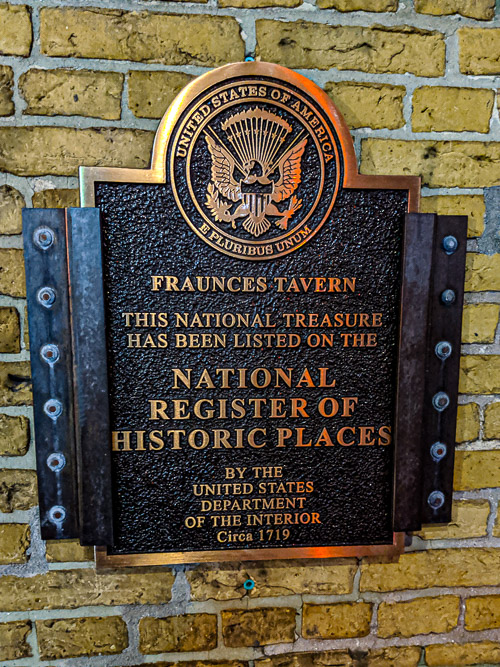 UNITED STATES OF AMERICA
E PLURIBUS UNUM
FRAUNCES TAVERN
THIS NATIONAL TREASURE
HAS BEEN LISTED ON THE
NATIONAL
REGISTER OF
HISTORIC PLACES
BY THE
UNITED STATES
DEPARTMENT
OF THE INTERIOR
Circa 1719